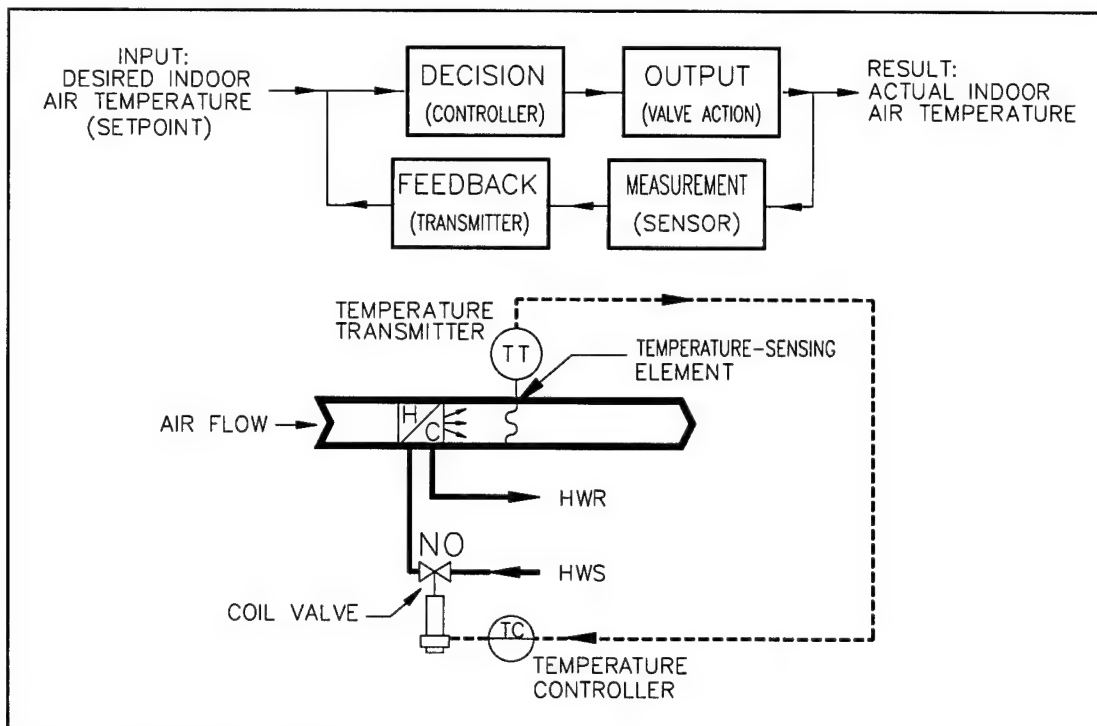 INPUT:
DESIRED INDOOR
AIR TEMPERATURE
(SETPOINT)
DECISION
(CONTROLLER)
OUTPUT
(VALVE ACTION)
RESULT:
ACTUAL INDOOR
AIR TEMPERATURE
FEEDBACK
(TRANSMITTER)
MEASUREMENT
(SENSOR)
TEMPERATURE
TRANSMITTER
TT
TEMPERATURE-SENSING
ELEMENT
AIR FLOW
H
C
HWR
NO
HWS
COIL VALVE
TC
TEMPERATURE
CONTROLLER